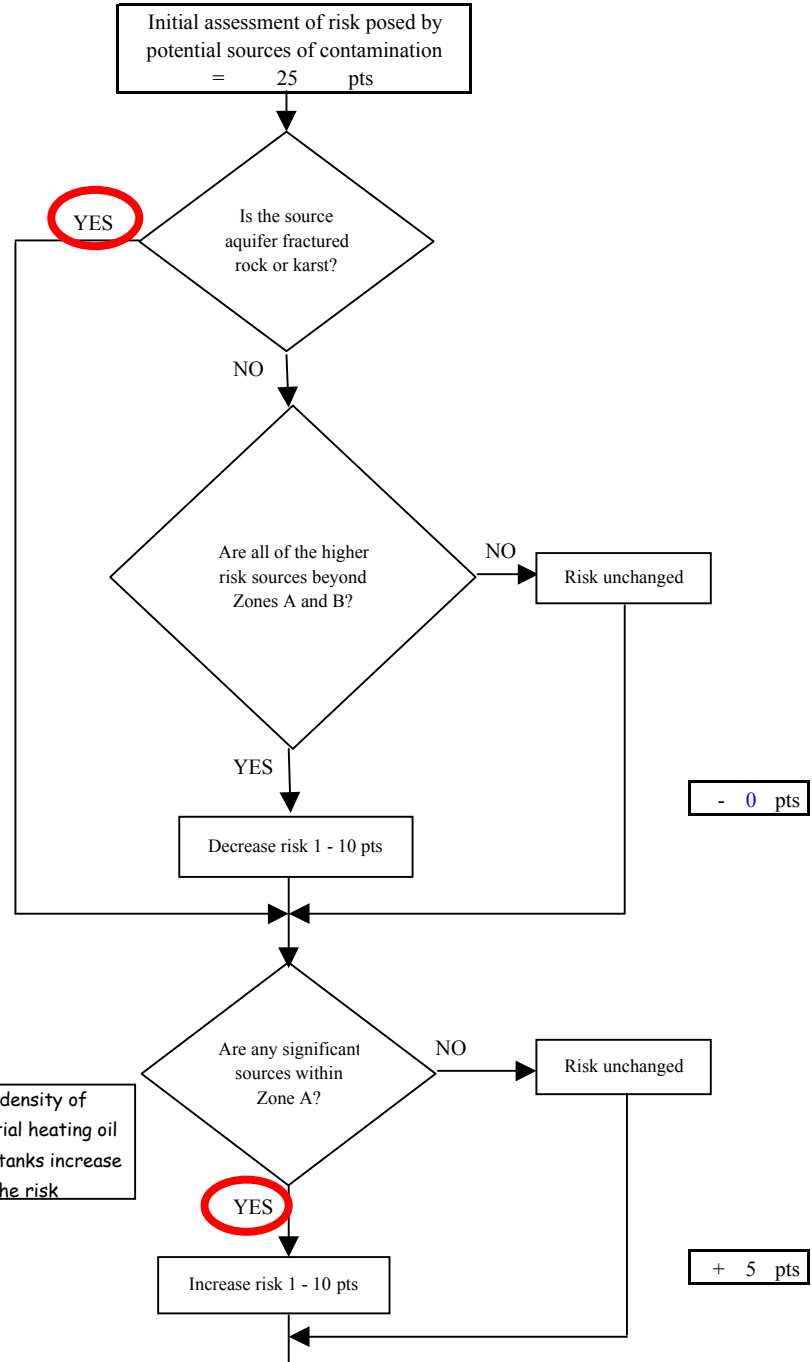 Initial assessment of risk posed by
potential sources of contamination
= 25 pts
YES
Is the source
aquifer fractured
rock or karst?
NO
Are all of the higher
risk sources beyond
Zones A and B?
NO
Risk unchanged
YES
- 0 pts
Decrease risk 1 - 10 pts
Are any significant
sources within
Zone A?
NO
Risk unchanged
density of
tial heating oil
tanks increase
he risk
YES
+ 5 pts
Increase risk 1 - 10 pts